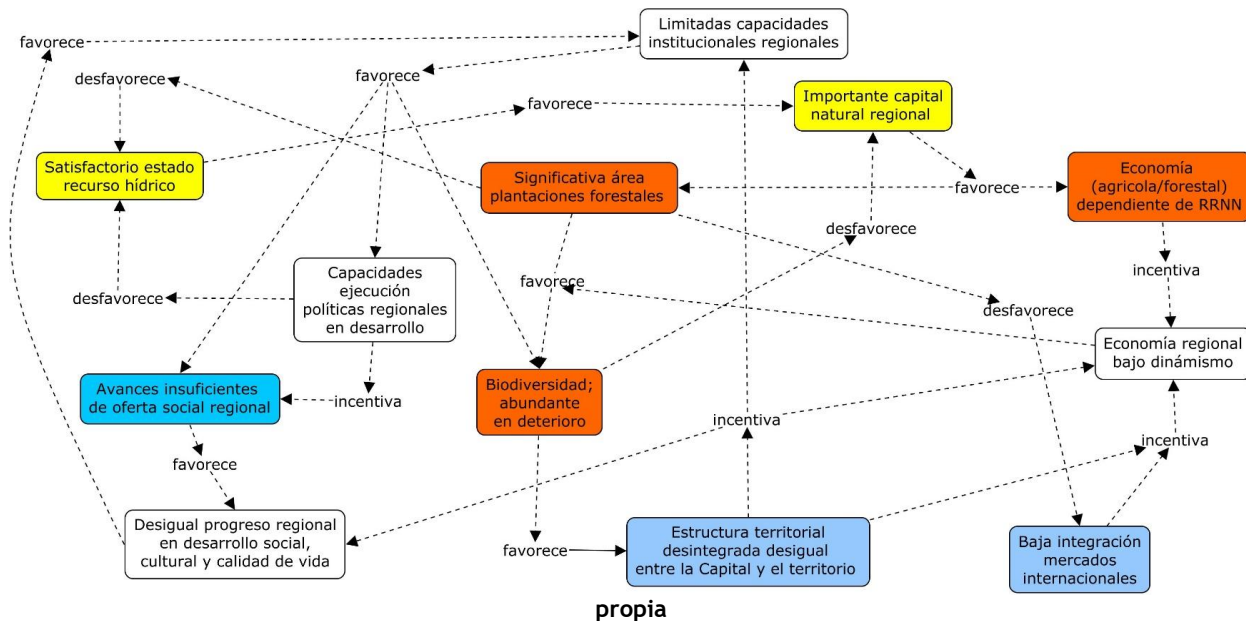 Limitadas capacidades
institucionales regionales
favorece
favorece
desfavorece
favorece
Importante capital
natural regional
Satisfactorio estado
recurso hídrico
Significativa área
plantaciones forestales
favorece
Economía
(agricola/forestal)
dependiente de RRNN
desfavorece
Capacidades
ejecución
políticas regionales
en desarrollo
favorece
incentiva
desfavorece
desfavorece
Economía regional
bajo dinámismo
Avances insuficientes
de oferta social regional
incentiva
Biodiversidad;
abundante
en deterioro
incentiva
incentiva
favorece
Desigual progreso regional
en desarrollo social,
cultural y calidad de vida
favorece
Estructura territorial
desintegrada desigual
entre la Capital y el territorio
Baja integración
mercados
internacionales
propia